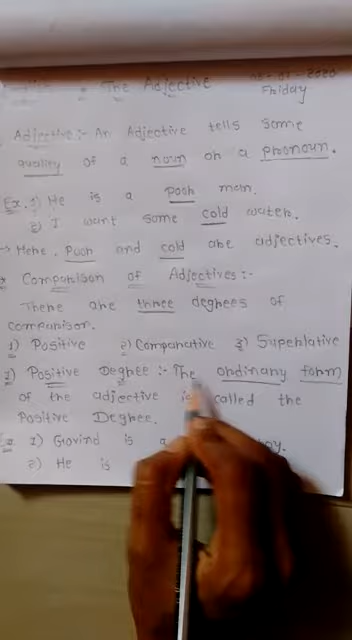 The Adjective
Friday
Adjective :- An Adjective tells some
quality of a noun or a pronoun.
Ex. 1) He is a poor man.
2) I want some cold water.
→ Here, Poor and cold are adjectives.
Comparison of Adjectives :-
There are three degrees of
comparison.
1) Positive 2) Comparative 3) Superlative
1) Positive Degree :- The ordinary form
of the adjective is called the
Positive Degree.
Ex. 1) Govind is a
2) He is